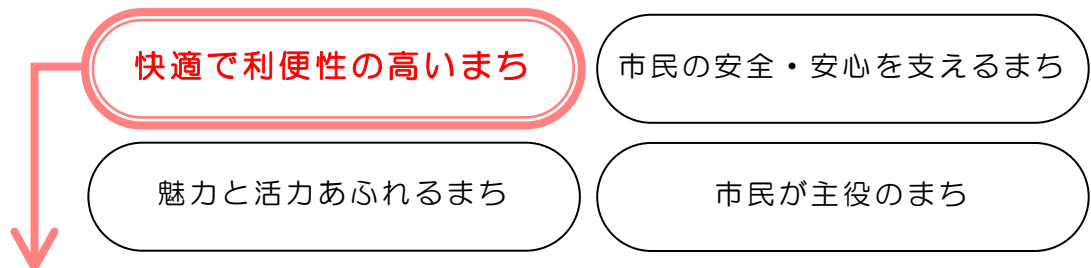 快適で利便性の高いまち
市民の安全・安心を支えるまち
魅力と活力あふれるまち
市民が主役のまち